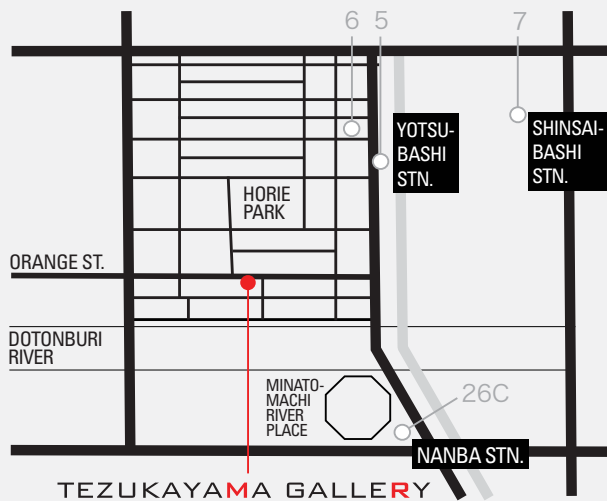 6 5 7
YOTSU-
BASHI
STN.
SHINSAI-
BASHI
STN.
HORIE
PARK
ORANGE ST.
DOTONBURI
RIVER
MINATO-
MACHI
RIVER
PLACE
26C
NANBA STN.
TEZUKAYAMA GALLERY